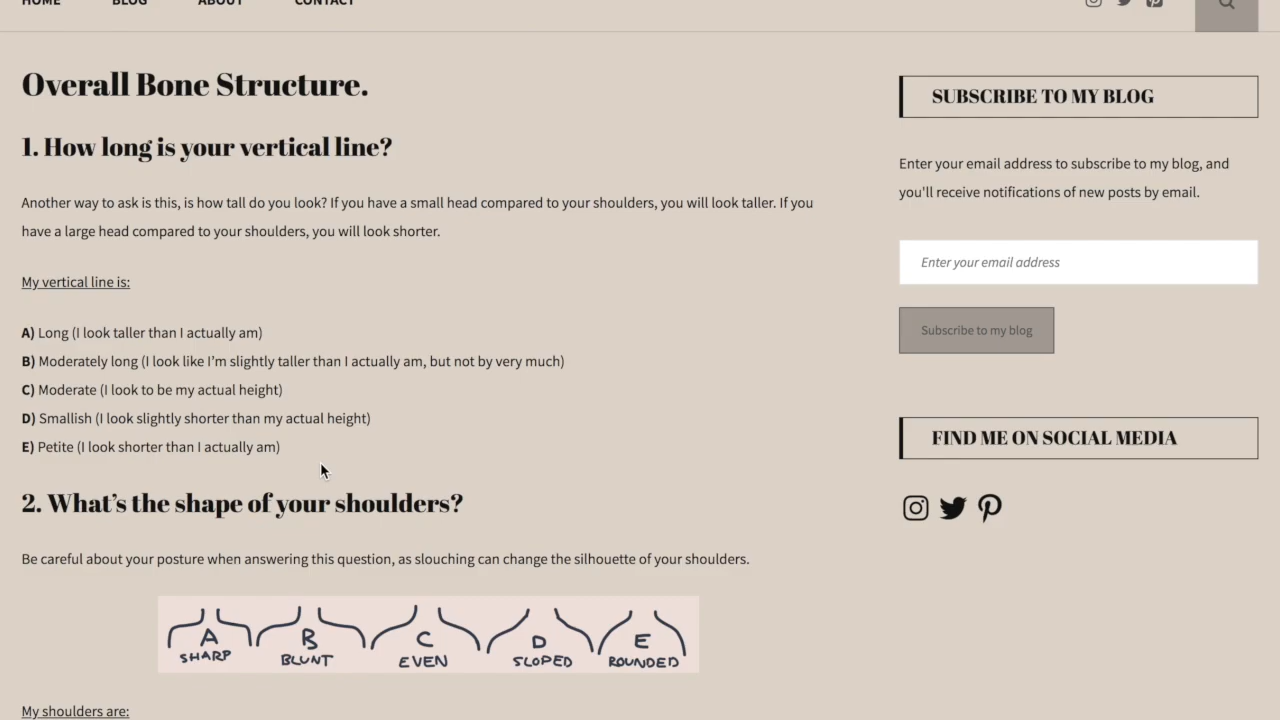 HOME BLOG ABOUT CONTACT
Overall Bone Structure.
1. How long is your vertical line?
Another way to ask is this, is how tall do you look? If you have a small head compared to your shoulders, you will look taller. If you
have a large head compared to your shoulders, you will look shorter.
My vertical line is:
A) Long (I look taller than I actually am)
B) Moderately long (I look like I’m slightly taller than I actually am, but not by very much)
C) Moderate (I look to be my actual height)
D) Smallish (I look slightly shorter than my actual height)
E) Petite (I look shorter than I actually am)
2. What’s the shape of your shoulders?
Be careful about your posture when answering this question, as slouching can change the silhouette of your shoulders.
A B C D E
SHARP BLUNT EVEN SLOPED ROUNDED
My shoulders are:
SUBSCRIBE TO MY BLOG
Enter your email address to subscribe to my blog, and
you'll receive notifications of new posts by email.
Enter your email address
Subscribe to my blog
FIND ME ON SOCIAL MEDIA